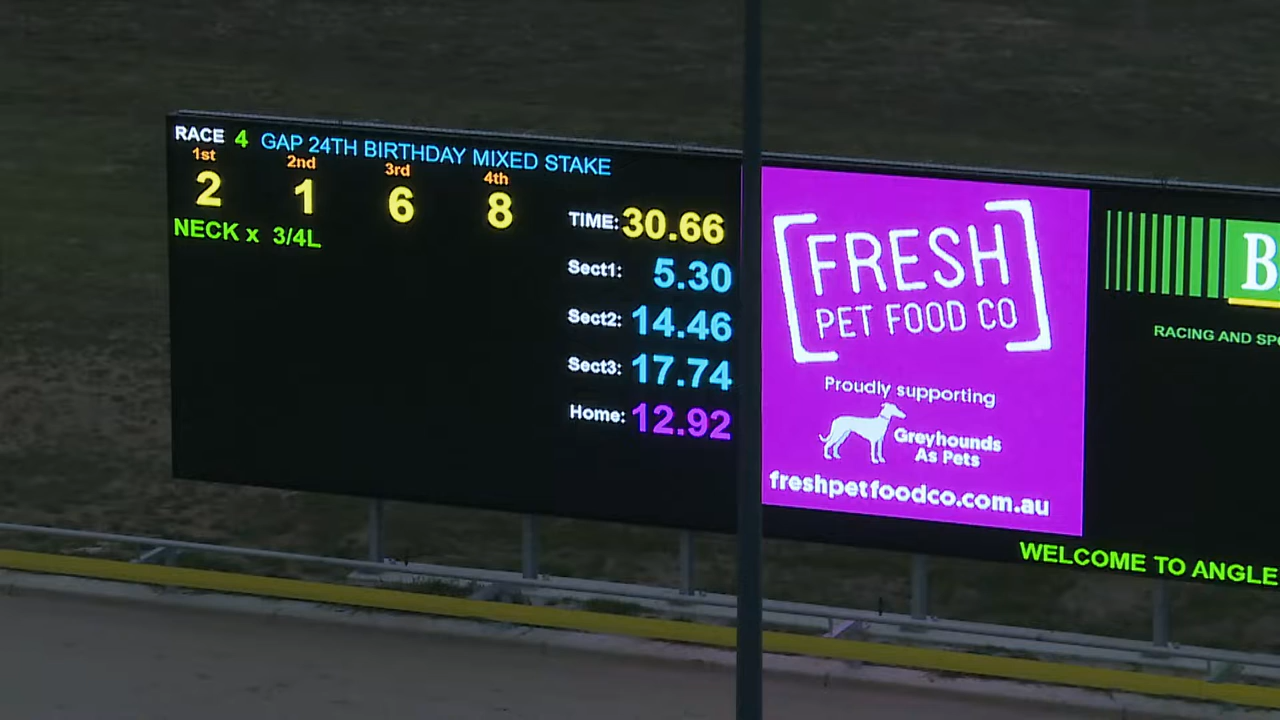 RACE 4 GAP 24TH BIRTHDAY MIXED STAKE
1st 2nd 3rd 4th
2 1 6 8
NECK x 3/4L
TIME: 30.66
Sect1: 5.30
Sect2: 14.46
Sect3: 17.74
Home: 12.92
FRESH
PET FOOD CO
Proudly supporting
Greyhounds
As Pets
freshpetfoodco.com.au
B
RACING AND
WELCOME TO